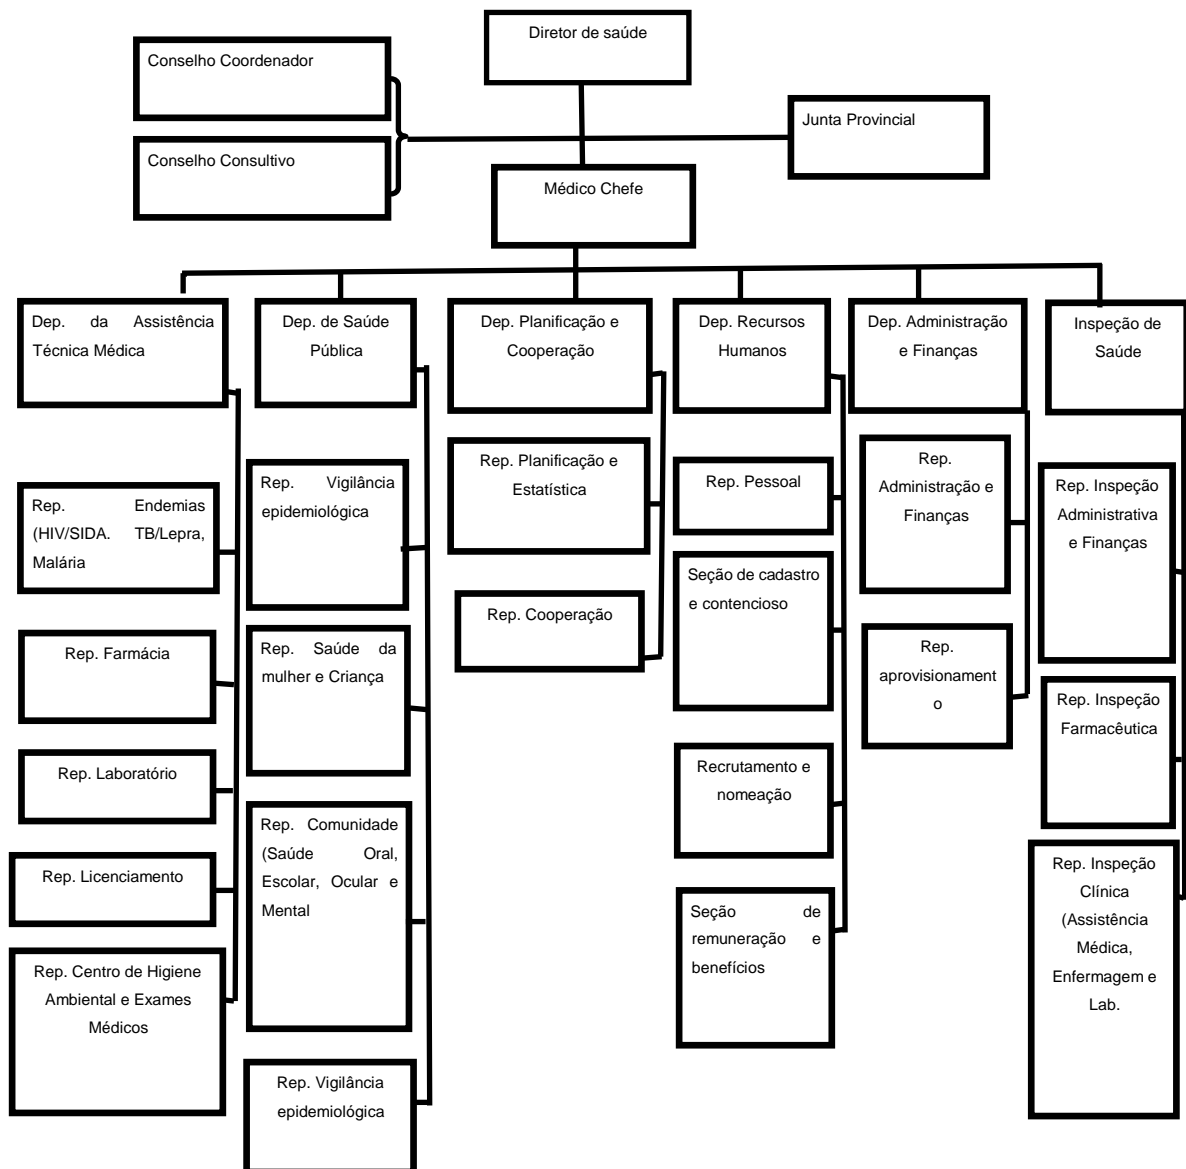 Diretor de saúde
Conselho Coordenador
Junta Provincial
Conselho Consultivo
Médico Chefe
Dep. da Assistência
Técnica Médica
Dep. de Saúde
Pública
Dep. Planificação e
Cooperação
Dep. Recursos
Humanos
Dep. Administração
e Finanças
Inspeção de
Saúde
Rep. Endemias
(HIV/SIDA. TB/Lepra,
Malária
Rep. Farmácia
Rep. Laboratório
Rep. Licenciamento
Rep. Centro de Higiene
Ambiental e Exames
Médicos
Rep. Vigilância
epidemiológica
Rep. Saúde da
mulher e Criança
Rep. Comunidade
(Saúde Oral,
Escolar, Ocular e
Mental
Rep. Vigilância
epidemiológica
Rep. Planificação e
Estatística
Rep. Cooperação
Rep. Pessoal
Seção de cadastro
e contencioso
Recrutamento e
nomeação
Seção de
remuneração e
benefícios
Rep.
Administração e
Finanças
Rep.
aprovisionament
o
Rep. Inspeção
Administrativa
e Finanças
Rep. Inspeção
Farmacêutica
Rep. Inspeção
Clínica
(Assistência
Médica,
Enfermagem e
Lab.